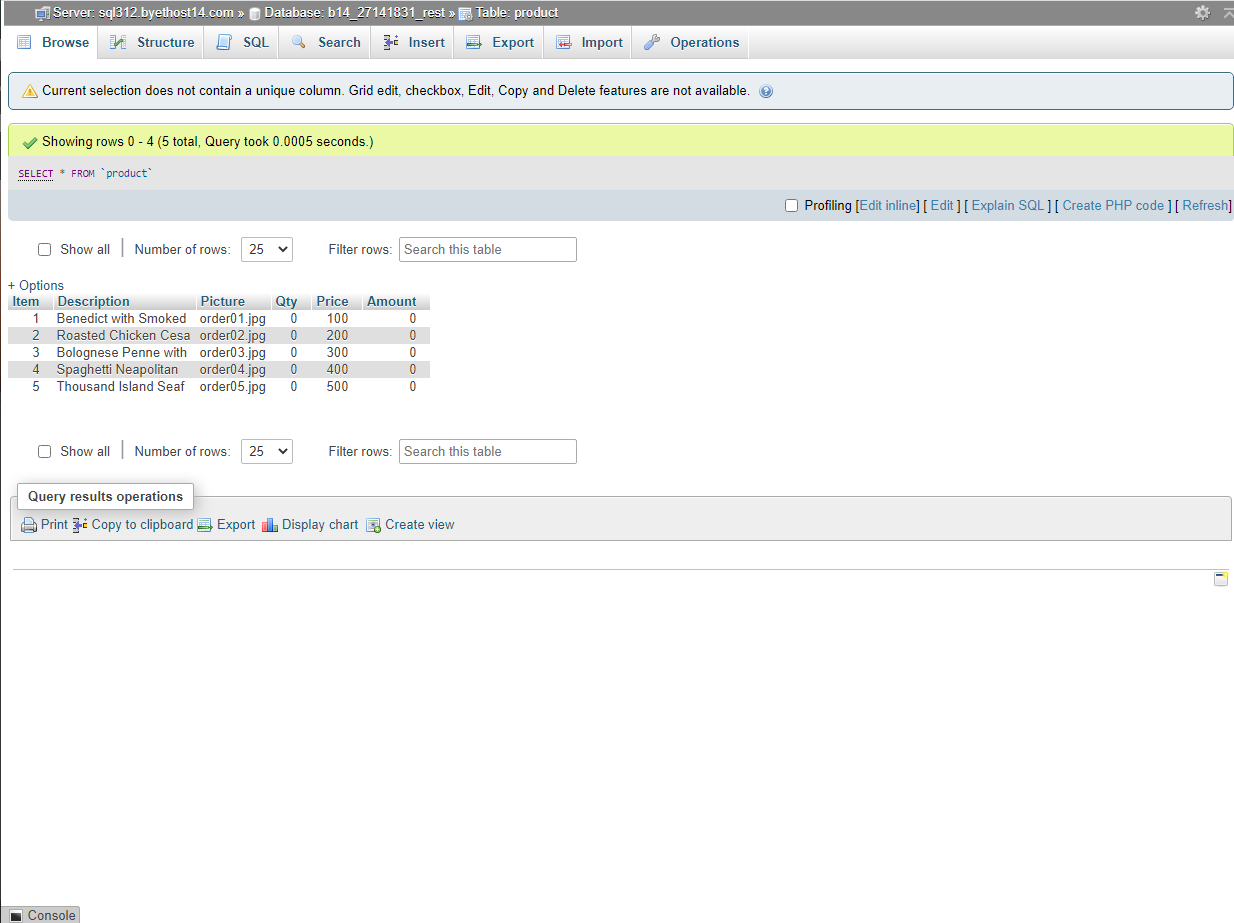 Server: sql312.byethost14.com » Database: b14_27141831_rest » Table: product
Browse Structure SQL Search Insert Export Import Operations
Current selection does not contain a unique column. Grid edit, checkbox, Edit, Copy and Delete features are not available.
Showing rows 0 - 4 (5 total, Query took 0.0005 seconds.)
SELECT * FROM `product`
Profiling [Edit inline] [ Edit ] [ Explain SQL ] [ Create PHP code ] [ Refresh]
Show all Number of rows: 25 Filter rows: Search this table
+ Options
Item Description Picture Qty Price Amount
1 Benedict with Smoked order01.jpg 0 100 0
2 Roasted Chicken Cesa order02.jpg 0 200 0
3 Bolognese Penne with order03.jpg 0 300 0
4 Spaghetti Neapolitan order04.jpg 0 400 0
5 Thousand Island Seaf order05.jpg 0 500 0
Show all Number of rows: 25 Filter rows: Search this table
Query results operations
Print Copy to clipboard Export Display chart Create view
Console